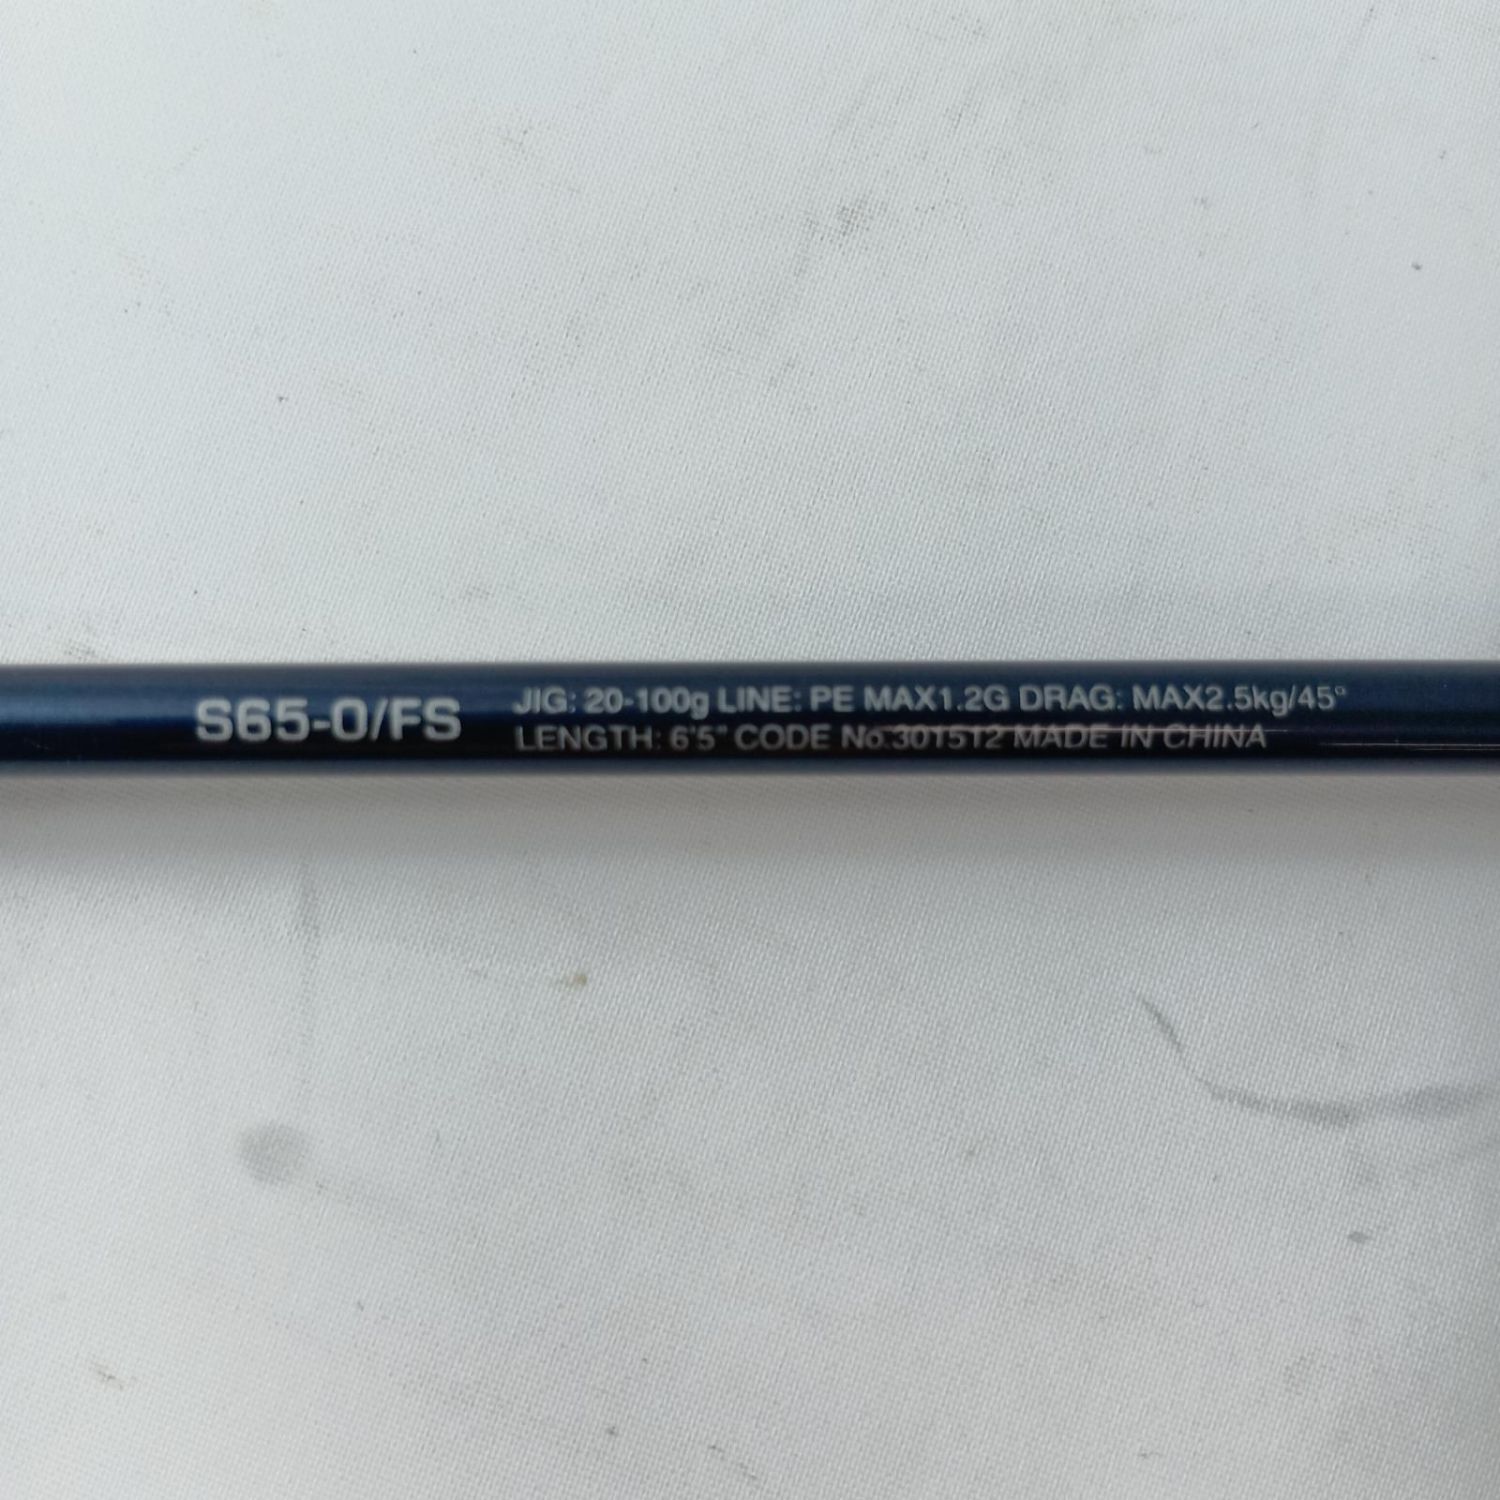 S65-0/FS
JIG: 20-100g LINE: PE MAX1.2G DRAG: MAX2.5kg/45°
LENGTH: 6'5" CODE No.301512 MADE IN CHINA